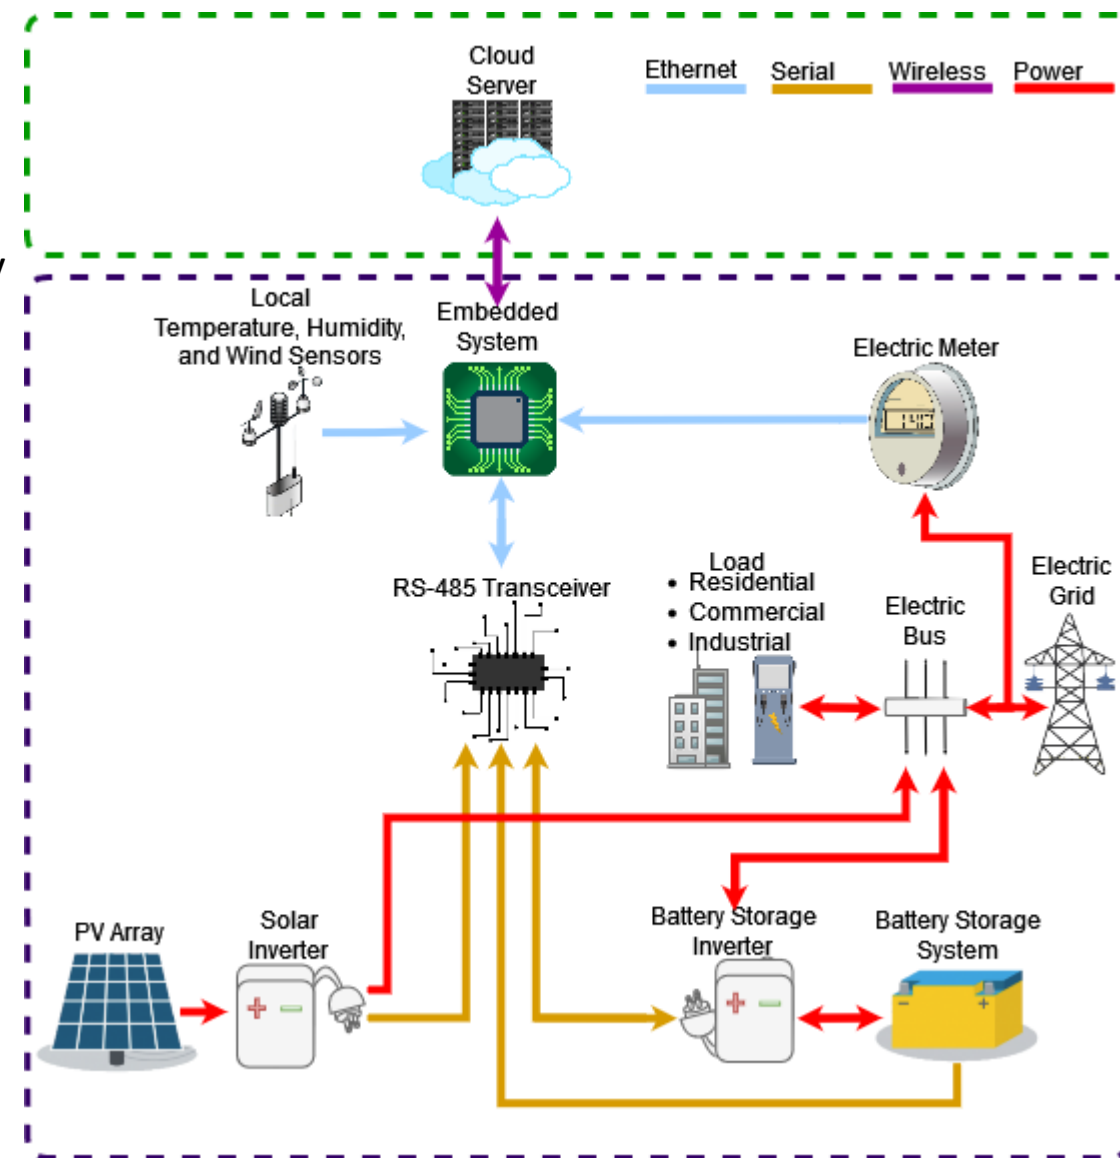 Cloud
Server
Ethernet
Serial
Wireless
Power
Local
Temperature, Humidity,
and Wind Sensors
Embedded
System
Electric Meter
RS-485 Transceiver
Load
• Residential
• Commercial
• Industrial
Electric
Bus
Electric
Grid
PV Array
Solar
Inverter
Battery Storage
Inverter
Battery Storage
System